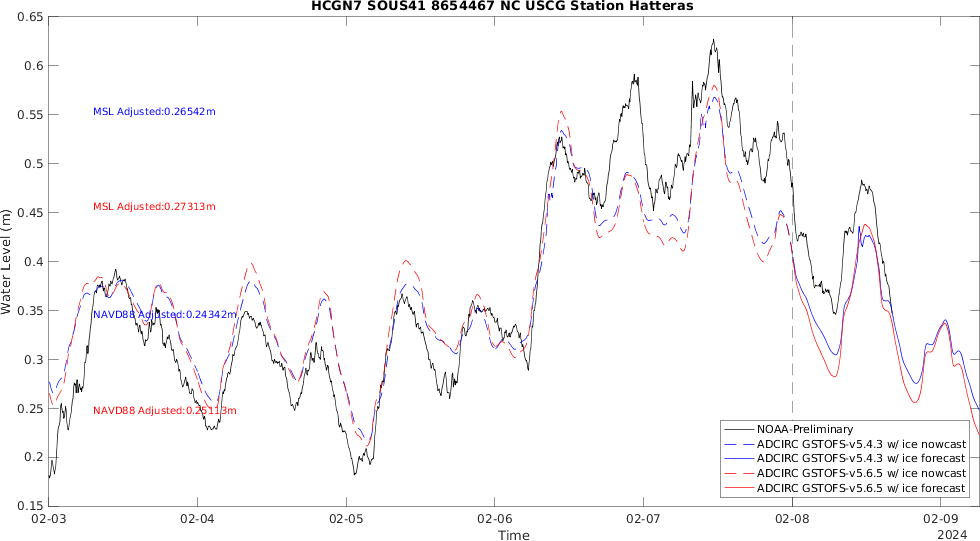 HCGN7 SOUS41 8654467 NC USCG Station Hatteras
0.65
0.6
0.55
0.5
0.45
0.4
0.35
0.3
0.25
0.2
0.15
Water Level (m)
MSL Adjusted:0.26542m
MSL Adjusted:0.27313m
NAVD88 Adjusted:0.24342m
NAVD88 Adjusted:0.25113m
NOAA-Preliminary
ADCIRC GSTOFS-v5.4.3 w/ ice nowcast
ADCIRC GSTOFS-v5.4.3 w/ ice forecast
ADCIRC GSTOFS-v5.6.5 w/ ice nowcast
ADCIRC GSTOFS-v5.6.5 w/ ice forecast
02-03 02-04 02-05 02-06 02-07 02-08 02-09
Time
2024